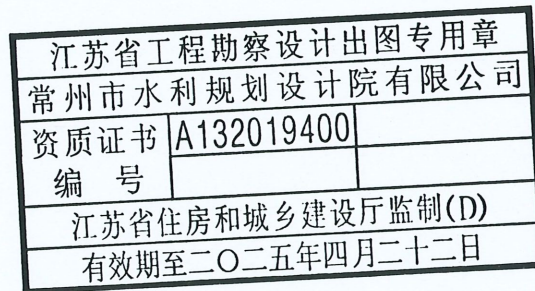 江苏省工程勘察设计出图专用章
常州市水利规划设计院有限公司
资质证书编号 A132019400
江苏省住房和城乡建设厅监制(D)
有效期至二〇二五年四月二十二日